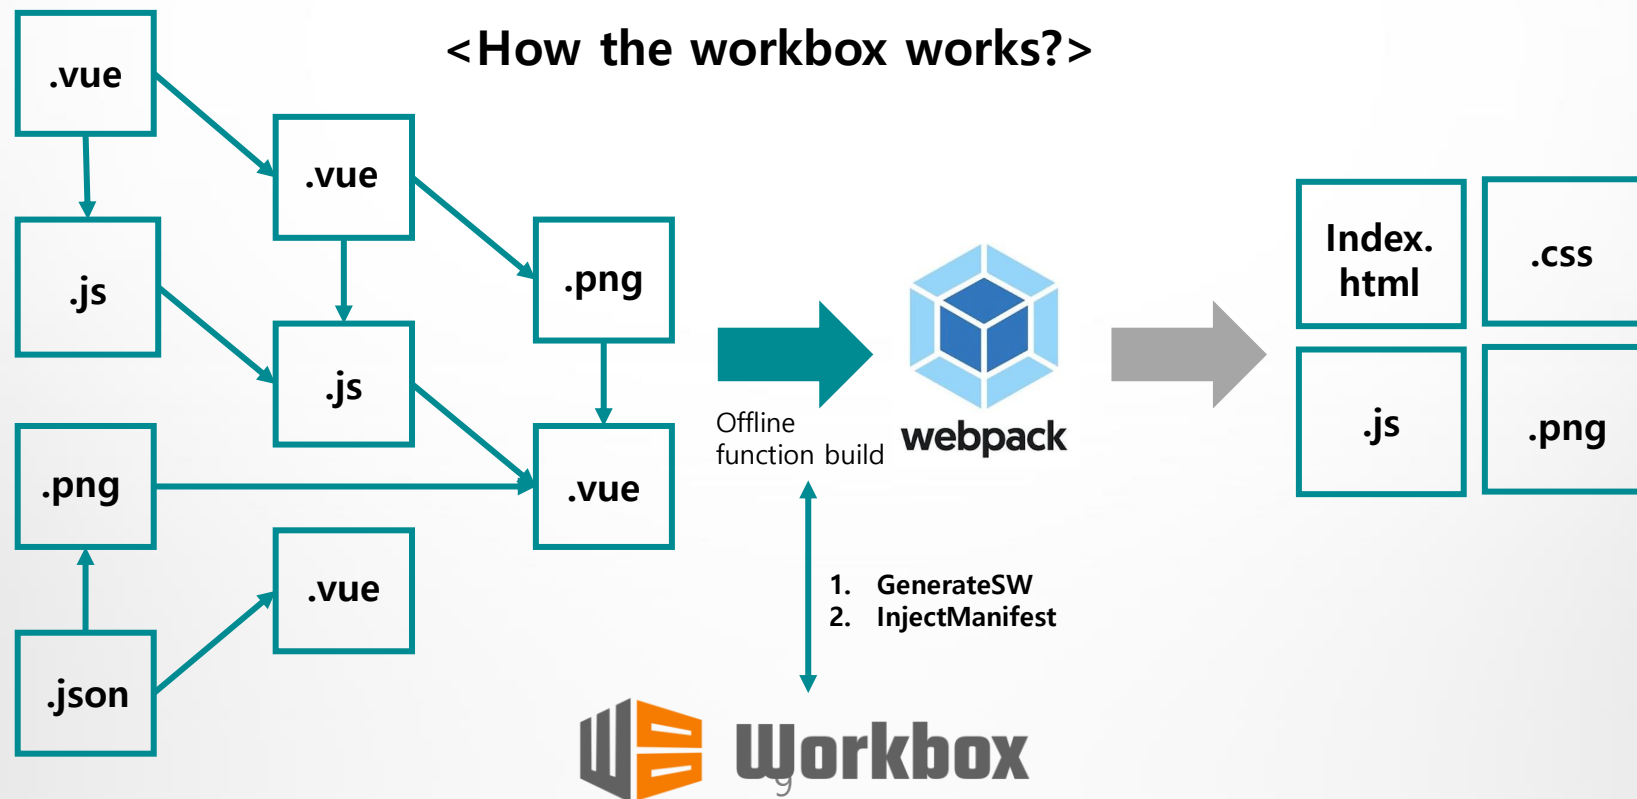 <How the workbox works?>
.vue
.vue
.js
.png
.js
.png
.vue
.vue
.json
Offline
function build
webpack
1. GenerateSW
2. InjectManifest
Workbox
9
Index.
html
.css
.js
.png